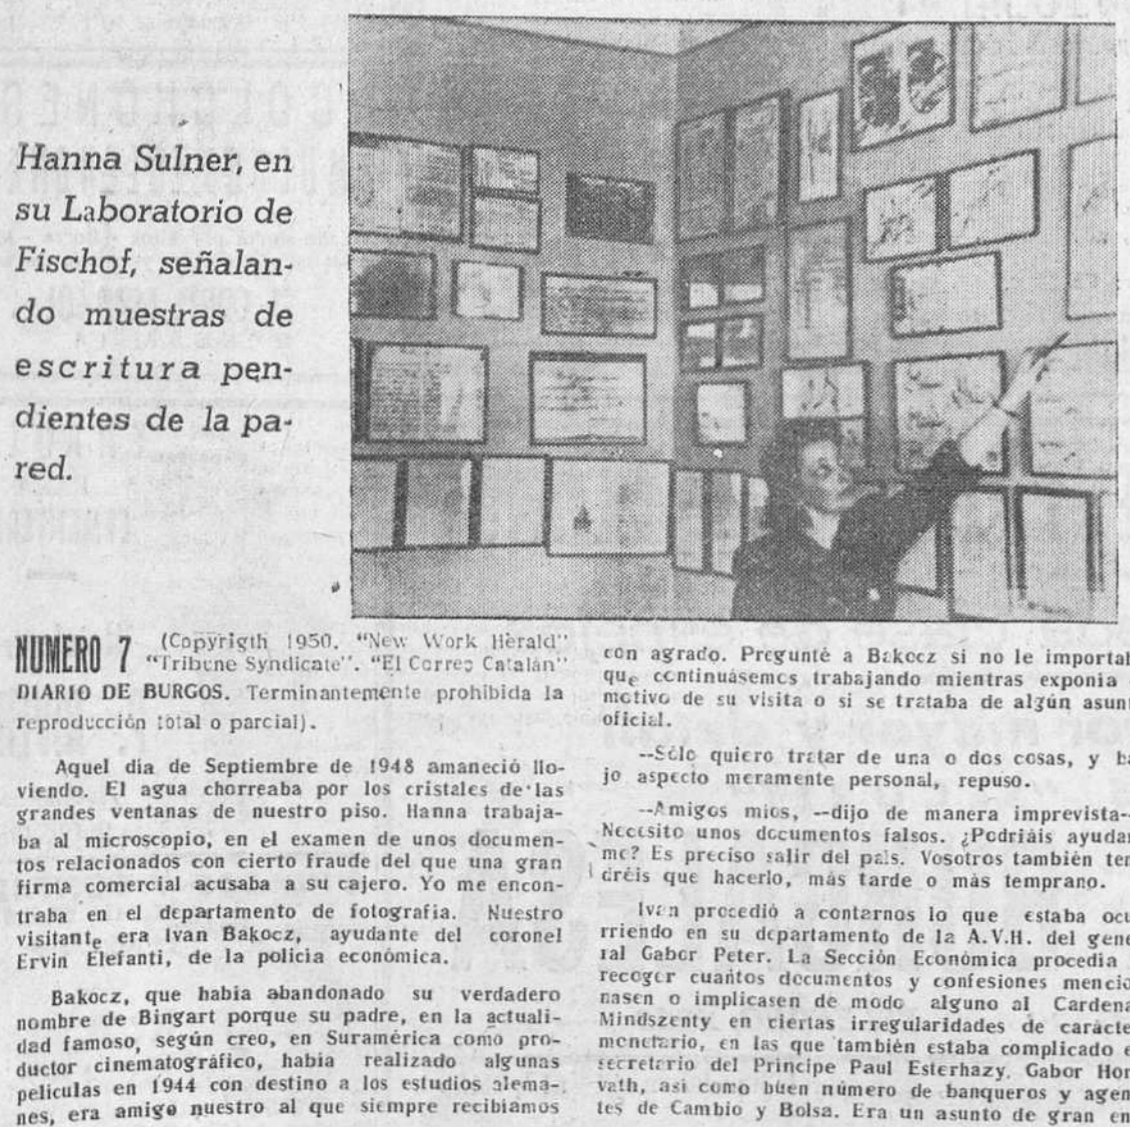 Hanna Sulner, en
su Laboratorio de
Fischof, señalan-
do muestras de
escritura pen-
dientes de la pa-
red.
NUMERO 7 (Copyrigth 1950. "New Work Herald"
"Tribune Syndicate". "El Correo Catalán"
DIARIO DE BURGOS. Terminantemente prohibida la
reproducción total o parcial).
Aquel día de Septiembre de 1948 amaneció llo-
viendo. El agua chorreaba por los cristales de las
grandes ventanas de nuestro piso. Hanna trabaja-
ba al microscopio, en el examen de unos documen-
tos relacionados con cierto fraude del que una gran
firma comercial acusaba a su cajero. Yo me encon-
traba en el departamento de fotografía. Nuestro
visitante era Ivan Bakocz, ayudante del coronel
Ervin Elefanti, de la policía económica.
Bakocz, que había abandonado su verdadero
nombre de Bingart porque su padre, en la actuali-
dad famoso, según creo, en Suramérica como pro-
ductor cinematográfico, había realizado algunas
películas en 1944 con destino a los estudios alema-
nes, era amigo nuestro al que siempre recibíamos
con agrado. Pregunté a Bakocz si no le importab
que continuásemos trabajando mientras exponia
motivo de su visita o si se trataba de algún asunt
oficial.
--Sólo quiero tratar de una o dos cosas, y ba
jo aspecto meramente personal, repuso.
--Amigos mios, --dijo de manera imprevista--
Necesito unos documentos falsos. ¿Podríais ayudar
me? Es preciso salir del país. Vosotros también ten
dréis que hacerlo, más tarde o más temprano.
Ivan procedió a contarnos lo que estaba ocu
rriendo en su departamento de la A.V.H. del gene
ral Gabor Peter. La Sección Económica procedia
recoger cuantos documentos y confesiones mencio
nasen o implicasen de modo alguno al Cardena
Mindszenty en ciertas irregularidades de carácte
monetario, en las que también estaba complicado e
secretario del Principe Paul Esterhazy. Gabor Hor
vath, asi como buen número de banqueros y agen
tes de Cambio y Bolsa. Era un asunto de gran en